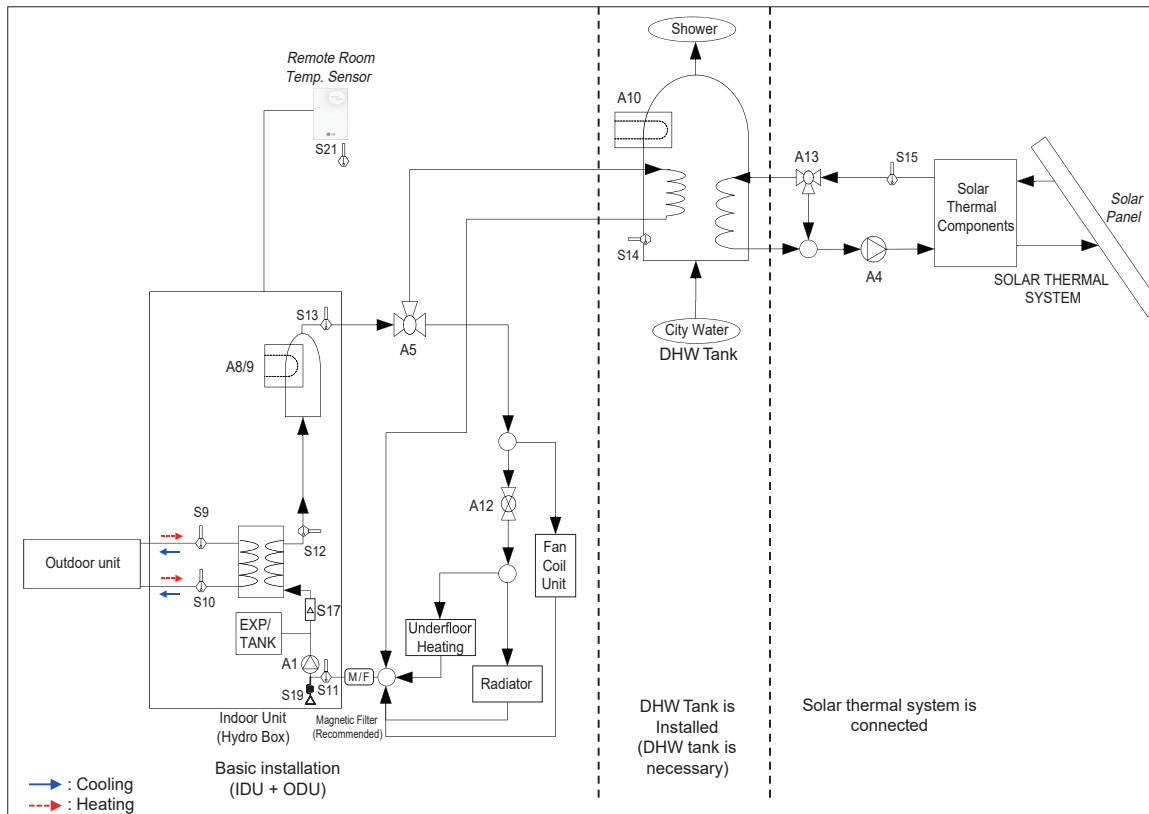 Shower
Remote Room
Temp. Sensor
LG
S21
A10
A13
S15
Solar
Thermal
Components
Solar
Panel
S14
A4
SOLAR THERMAL
SYSTEM
City Water
DHW Tank
S13
A5
A8/9
A12
S9
S12
Outdoor unit
S10
S17
Fan
Coil
Unit
EXP/
TANK
Underfloor
Heating
A1
S11
M/F
S19
Radiator
Indoor Unit
(Hydro Box)
Magnetic Filter
(Recommended)
Basic installation
(IDU + ODU)
DHW Tank is
Installed
(DHW tank is
necessary)
Solar thermal system is
connected
: Cooling
: Heating